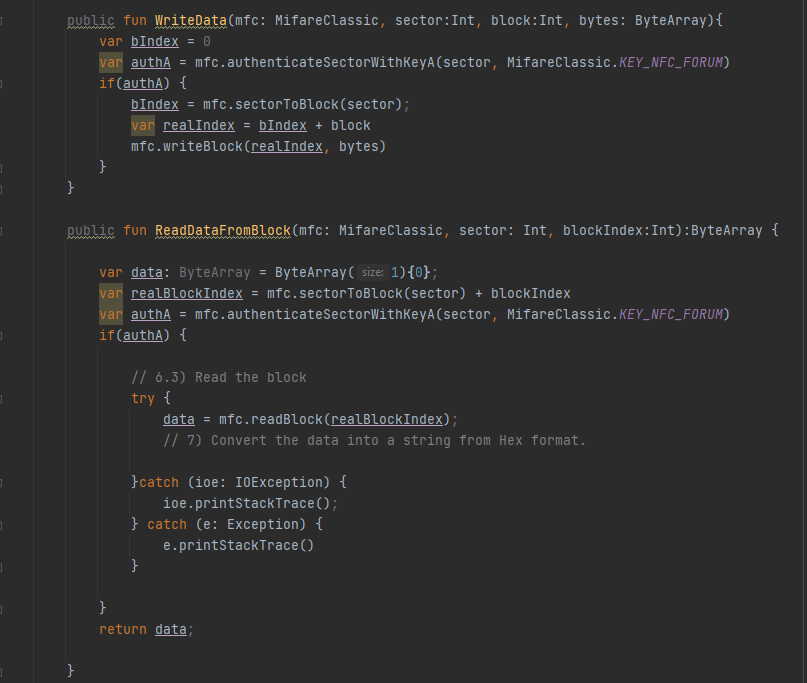 public fun WriteData(mfc: MifareClassic, sector:Int, block:Int, bytes: ByteArray){
var bIndex = 0
var authA = mfc.authenticateSectorWithKeyA(sector, MifareClassic.KEY_NFC_FORUM)
if(authA) {
bIndex = mfc.sectorToBlock(sector);
var realIndex = bIndex + block
mfc.writeBlock(realIndex, bytes)
}
}
public fun ReadDataFromBlock(mfc: MifareClassic, sector: Int, blockIndex:Int):ByteArray {
var data: ByteArray = ByteArray( size: 1){0};
var realBlockIndex = mfc.sectorToBlock(sector) + blockIndex
var authA = mfc.authenticateSectorWithKeyA(sector, MifareClassic.KEY_NFC_FORUM)
if(authA) {
// 6.3) Read the block
try {
data = mfc.readBlock(realBlockIndex);
// 7) Convert the data into a string from Hex format.
}catch (ioe: IOException) {
ioe.printStackTrace();
} catch (e: Exception) {
e.printStackTrace()
}
}
return data;
}